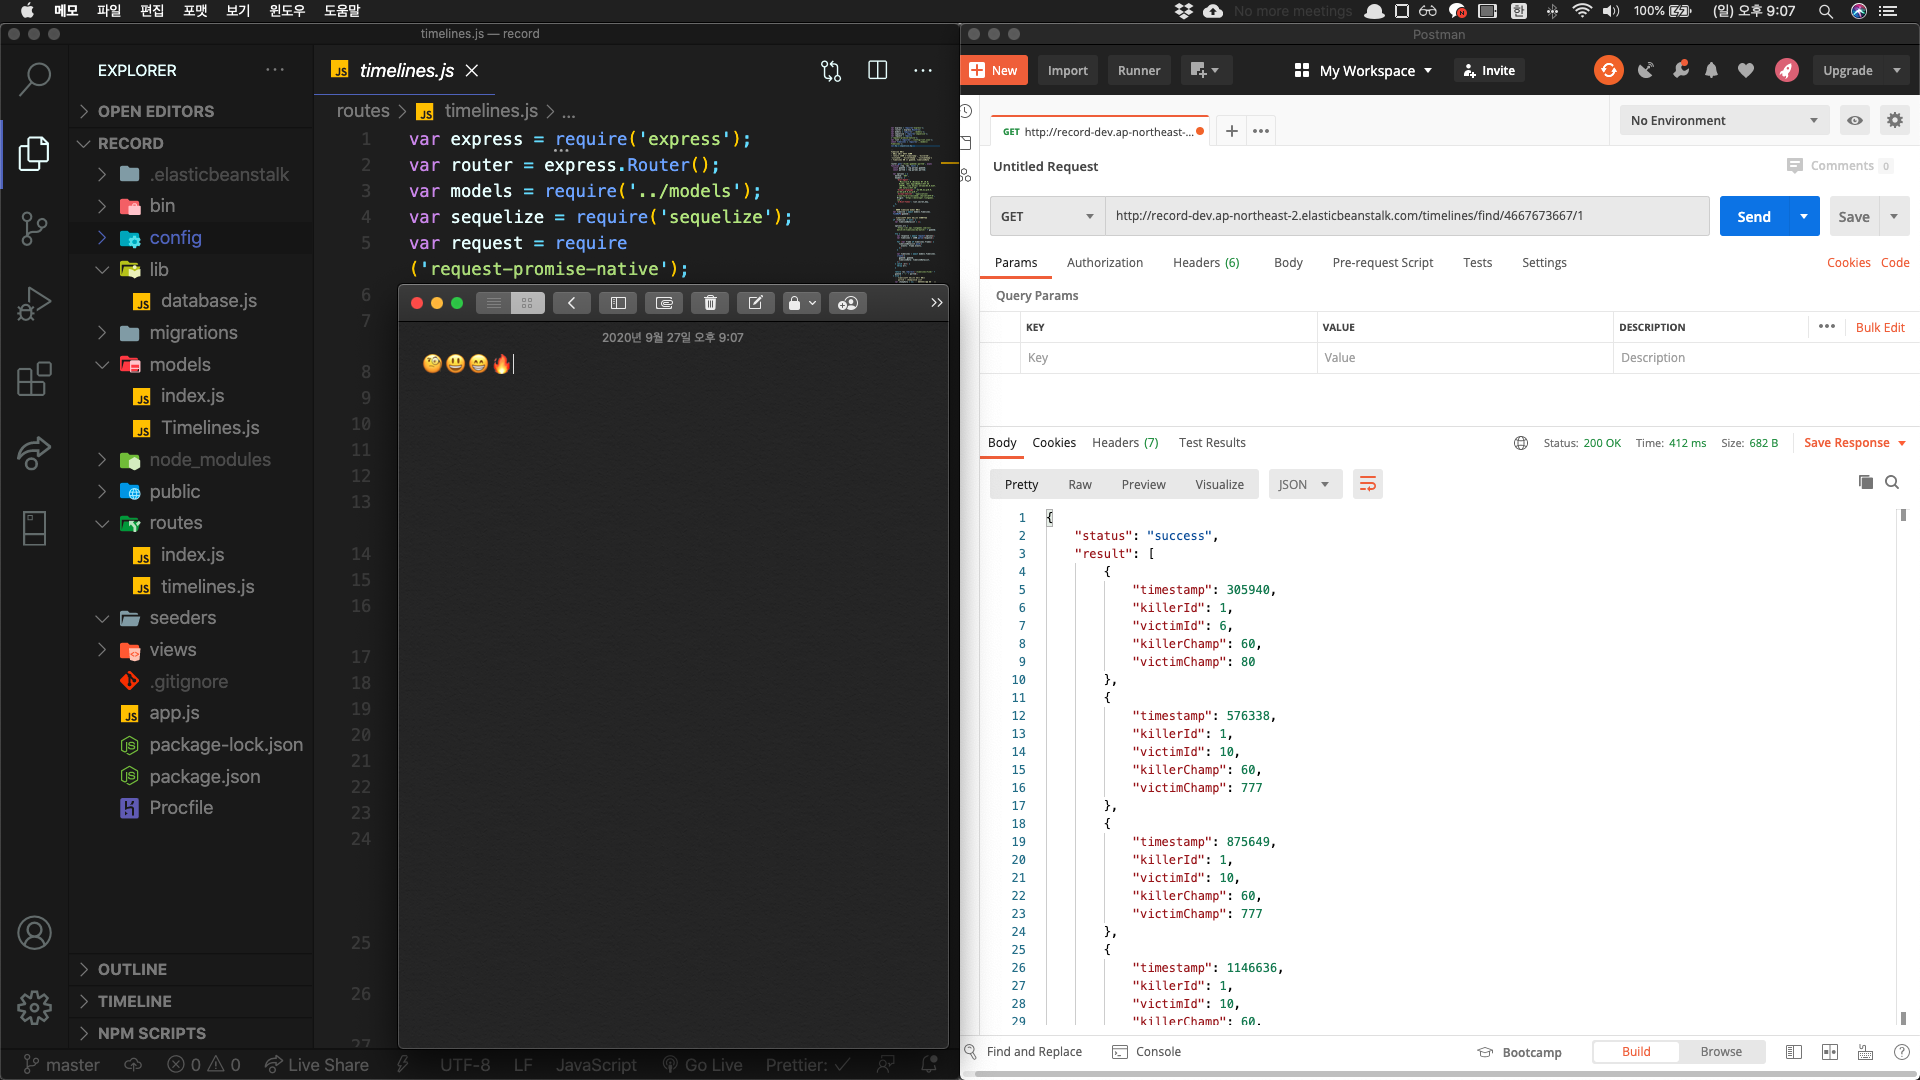 메모 파일 편집 포맷 보기 윈도우 도움말
No more meetings 한 100% (일) 오후 9:07
timelines.js — record
EXPLORER
OPEN EDITORS
RECORD
.elasticbeanstalk
bin
config
lib
database.js
migrations
models
index.js
Timelines.js
node_modules
public
routes
index.js
timelines.js
seeders
views
.gitignore
app.js
package-lock.json
package.json
Procfile
OUTLINE
TIMELINE
NPM SCRIPTS
timelines.js
routes > timelines.js > ...
1 var express = require('express');
2 var router = express.Router();
3 var models = require('../models');
4 var sequelize = require('sequelize');
5 var request = require
('request-promise-native');
6
7
8
9
10
11
12
13
14
15
16
17
18
19
20
21
22
23
24
25
26
27
2020년 9월 27일 오후 9:07
🧐😃😁🔥
master 0 0 Live Share UTF-8 LF JavaScript Go Live Prettier: ✓
Postman
New Import Runner My Workspace Invite Upgrade
GET http://record-dev.ap-northeast-... No Environment
Untitled Request Comments 0
GET http://record-dev.ap-northeast-2.elasticbeanstalk.com/timelines/find/4667673667/1 Send Save
Params Authorization Headers (6) Body Pre-request Script Tests Settings Cookies Code
Query Params
KEY VALUE DESCRIPTION Bulk Edit
Key Value Description
Body Cookies Headers (7) Test Results Status: 200 OK Time: 412 ms Size: 682 B Save Response
Pretty Raw Preview Visualize JSON
1 {
2 "status": "success",
3 "result": [
4 {
5 "timestamp": 305940,
6 "killerId": 1,
7 "victimId": 6,
8 "killerChamp": 60,
9 "victimChamp": 80
10 },
11 {
12 "timestamp": 576338,
13 "killerId": 1,
14 "victimId": 10,
15 "killerChamp": 60,
16 "victimChamp": 777
17 },
18 {
19 "timestamp": 875649,
20 "killerId": 1,
21 "victimId": 10,
22 "killerChamp": 60,
23 "victimChamp": 777
24 },
25 {
26 "timestamp": 1146636,
27 "killerId": 1,
28 "victimId": 10,
29 "killerChamp": 60,
Find and Replace Console Bootcamp Build Browse